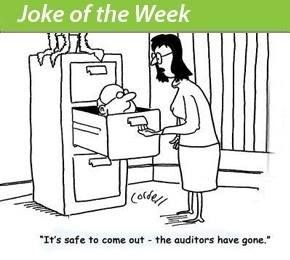 Joke of the Week
Cordell
"It's safe to come out - the auditors have gone."